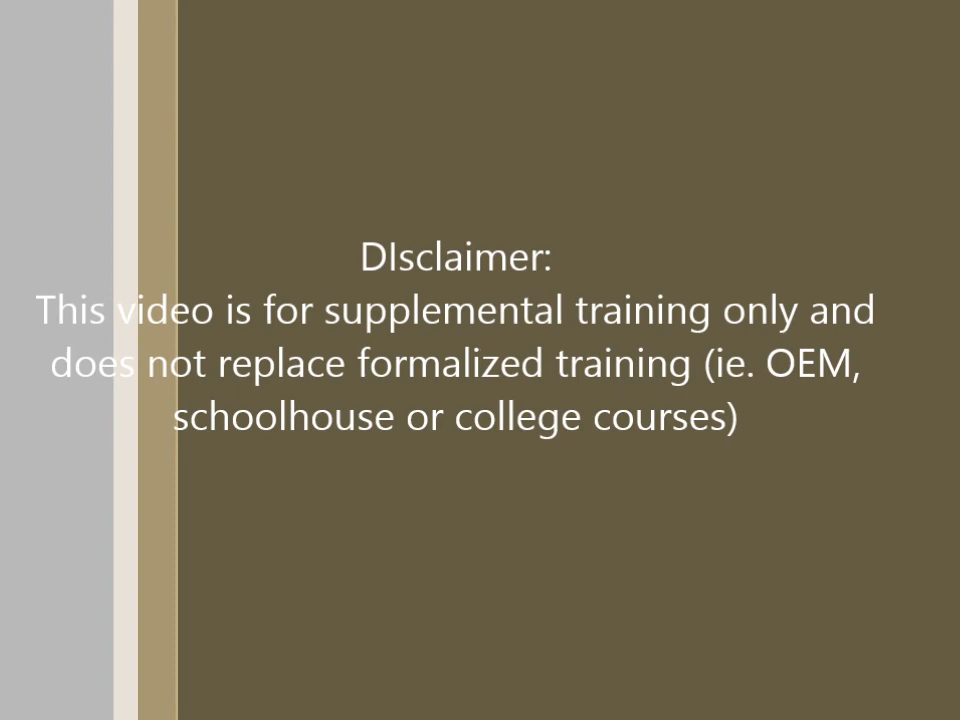 DIsclaimer:
This video is for supplemental training only and
does not replace formalized training (ie. OEM,
schoolhouse or college courses)